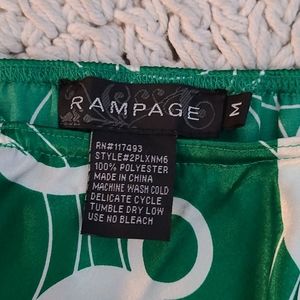 RAMPAGE
M
RN#117493
STYLE#2PLXNM6
100% POLYESTER
MADE IN CHINA
MACHINE WASH COLD
DELICATE CYCLE
TUMBLE DRY LOW
USE NO BLEACH